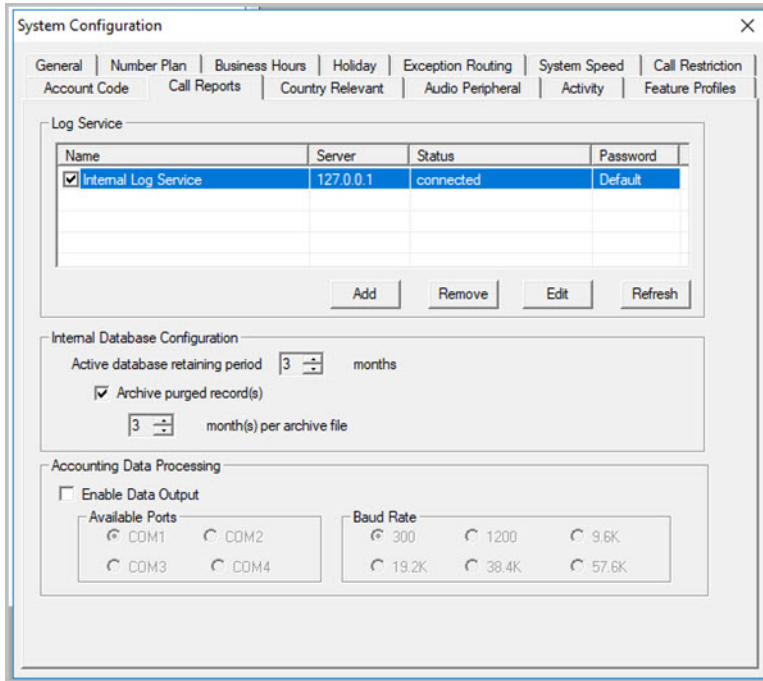 System Configuration
General Number Plan Business Hours Holiday Exception Routing System Speed Call Restriction
Account Code Call Reports Country Relevant Audio Peripheral Activity Feature Profiles
Log Service
Name Server Status Password
Internal Log Service 127.0.0.1 connected Default
Add Remove Edit Refresh
Internal Database Configuration
Active database retaining period 3 months
Archive purged record(s)
3 month(s) per archive file
Accounting Data Processing
Enable Data Output
Available Ports Baud Rate
COM1 COM2 300 1200 9.6K
COM3 COM4 19.2K 38.4K 57.6K